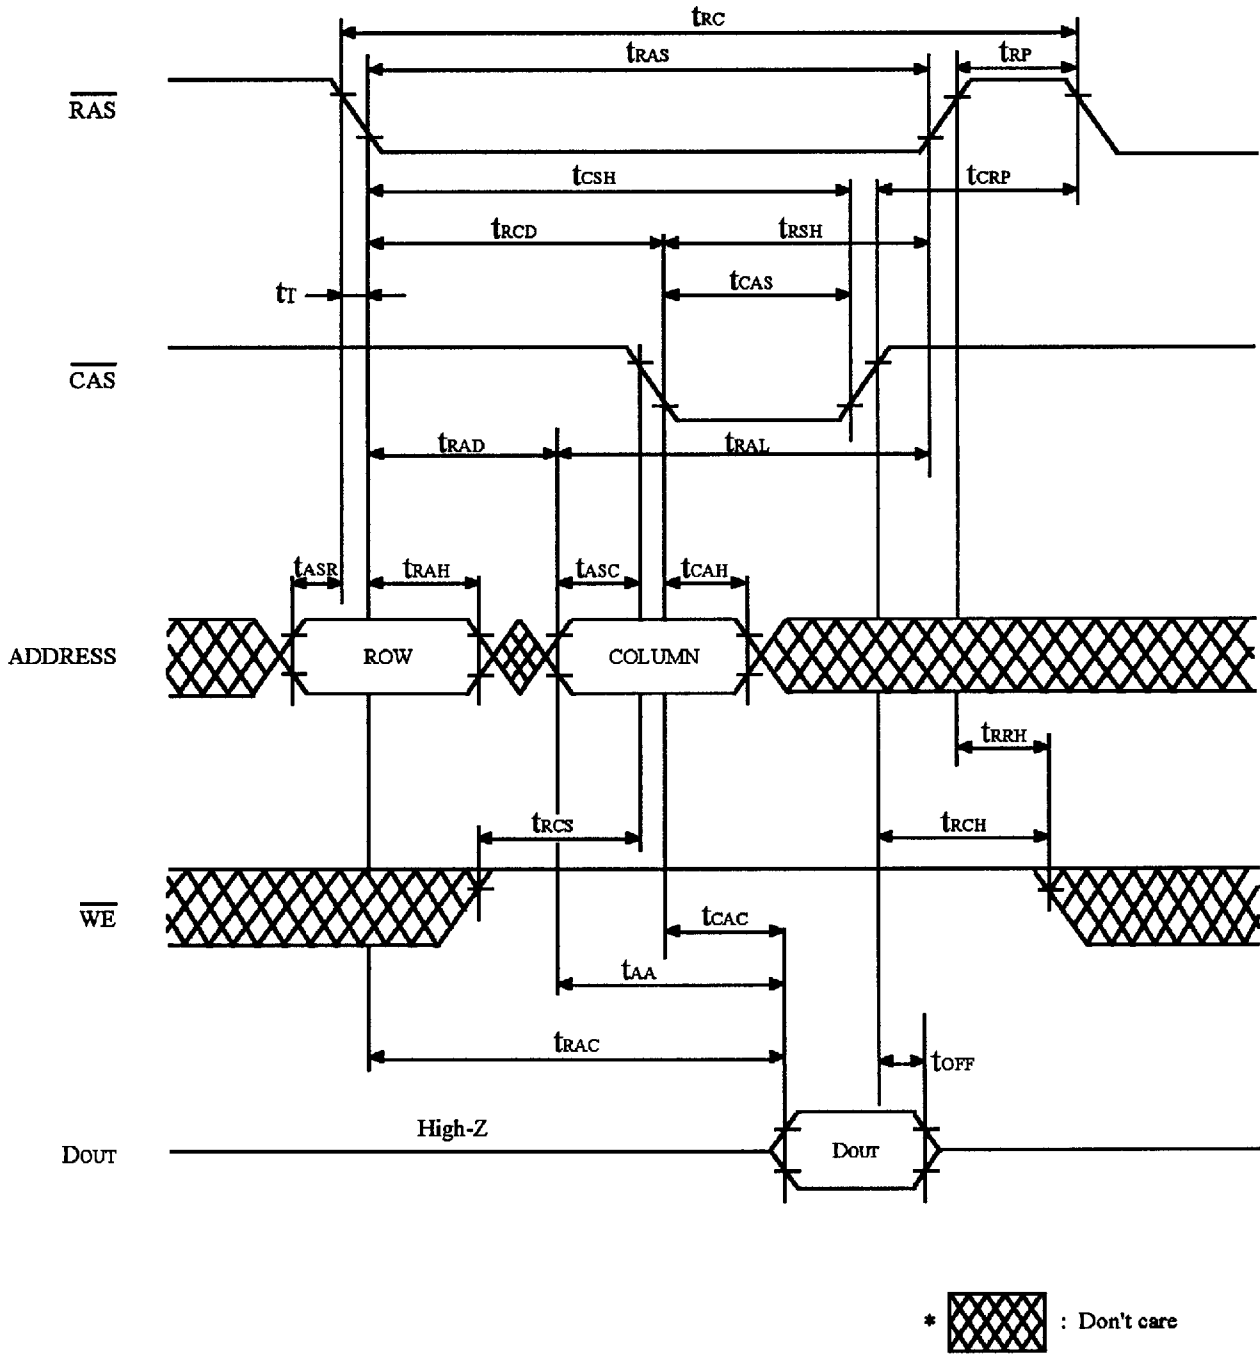 tRC
tRAS
tRP
RAS
tCSH
tCRP
tRCD
tRSH
tT
tCAS
CAS
tRAD
tRAL
tASR
tRAH
tASC
tCAH
ADDRESS
ROW
COLUMN
tRRH
tRCS
tRCH
WE
tCAC
tAA
tRAC
tOFF
High-Z
DOUT
DOUT
* : Don't care